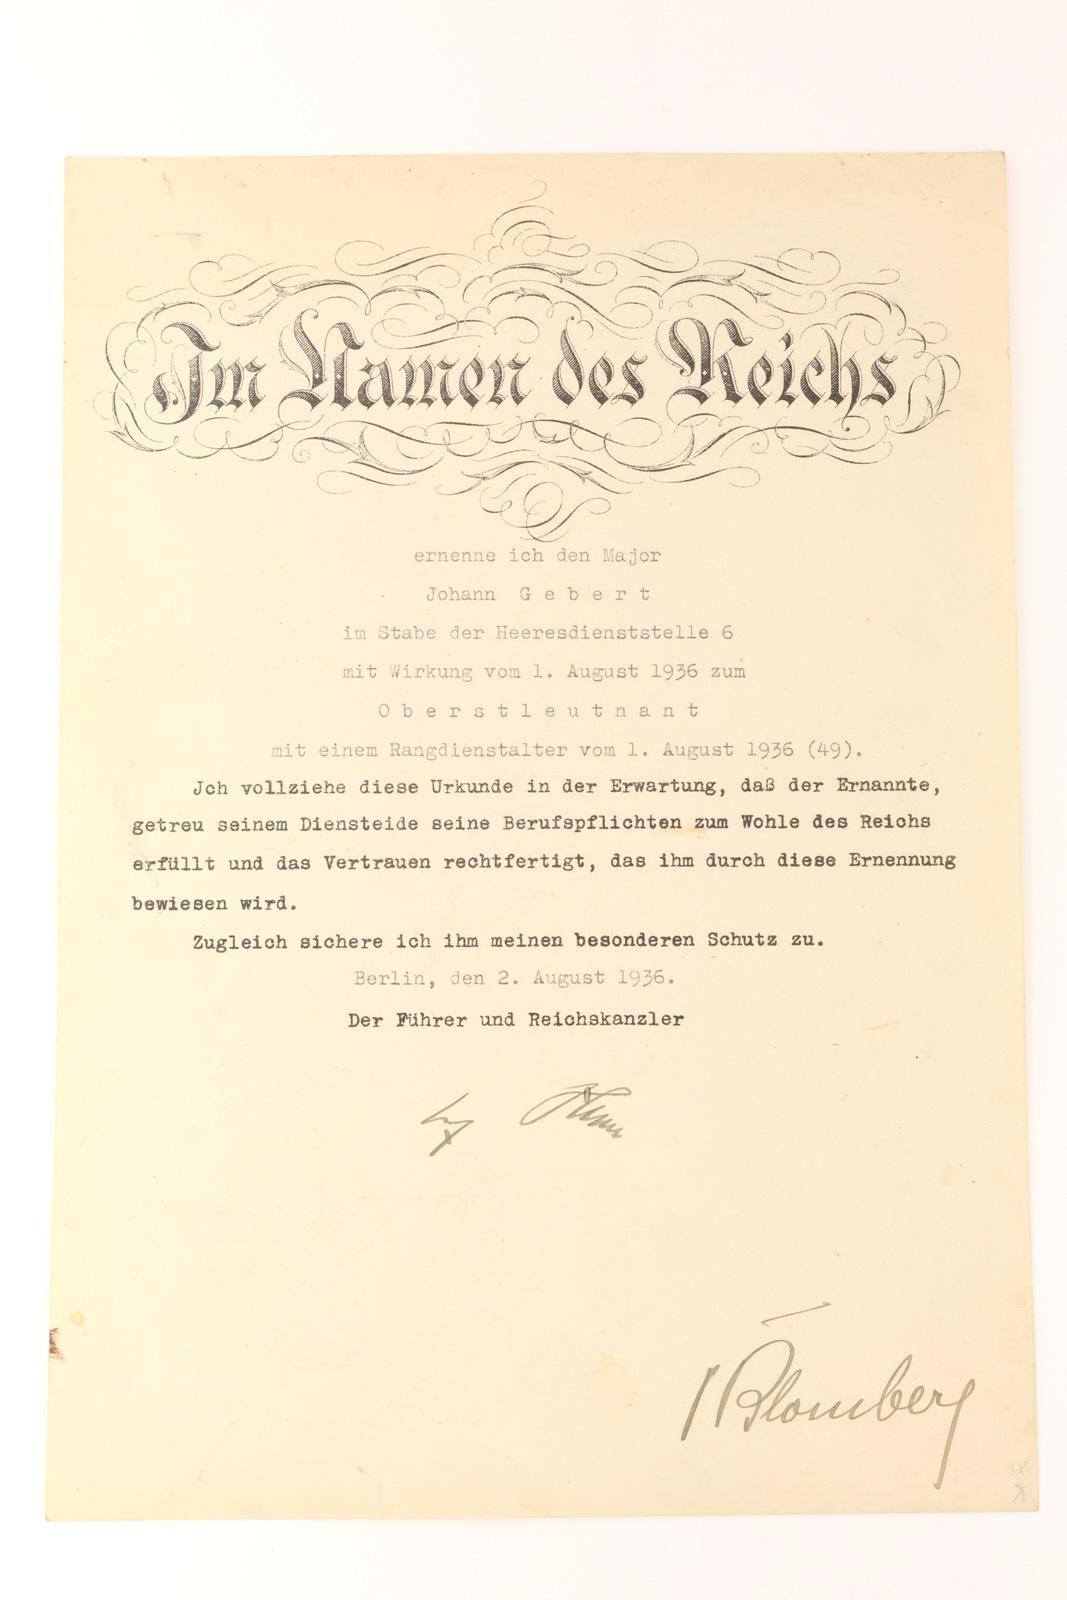 Im Namen des Reichs
ernenne ich den Major
Johann Gebert
im Stabe der Heeresdienststelle 6
mit Wirkung vom 1. August 1936 zum
Oberstleutnant
mit einem Rangdienstalter vom 1. August 1936 (49).
Ich vollziehe diese Urkunde in der Erwartung, daß der Ernannte,
getreu seinem Diensteide seine Berufspflichten zum Wohle des Reichs
erfüllt und das Vertrauen rechtfertigt, das ihm durch diese Ernennung
bewiesen wird.
Zugleich sichere ich ihm meinen besonderen Schutz zu.
Berlin, den 2. August 1936.
Der Führer und Reichskanzler
Blomberg